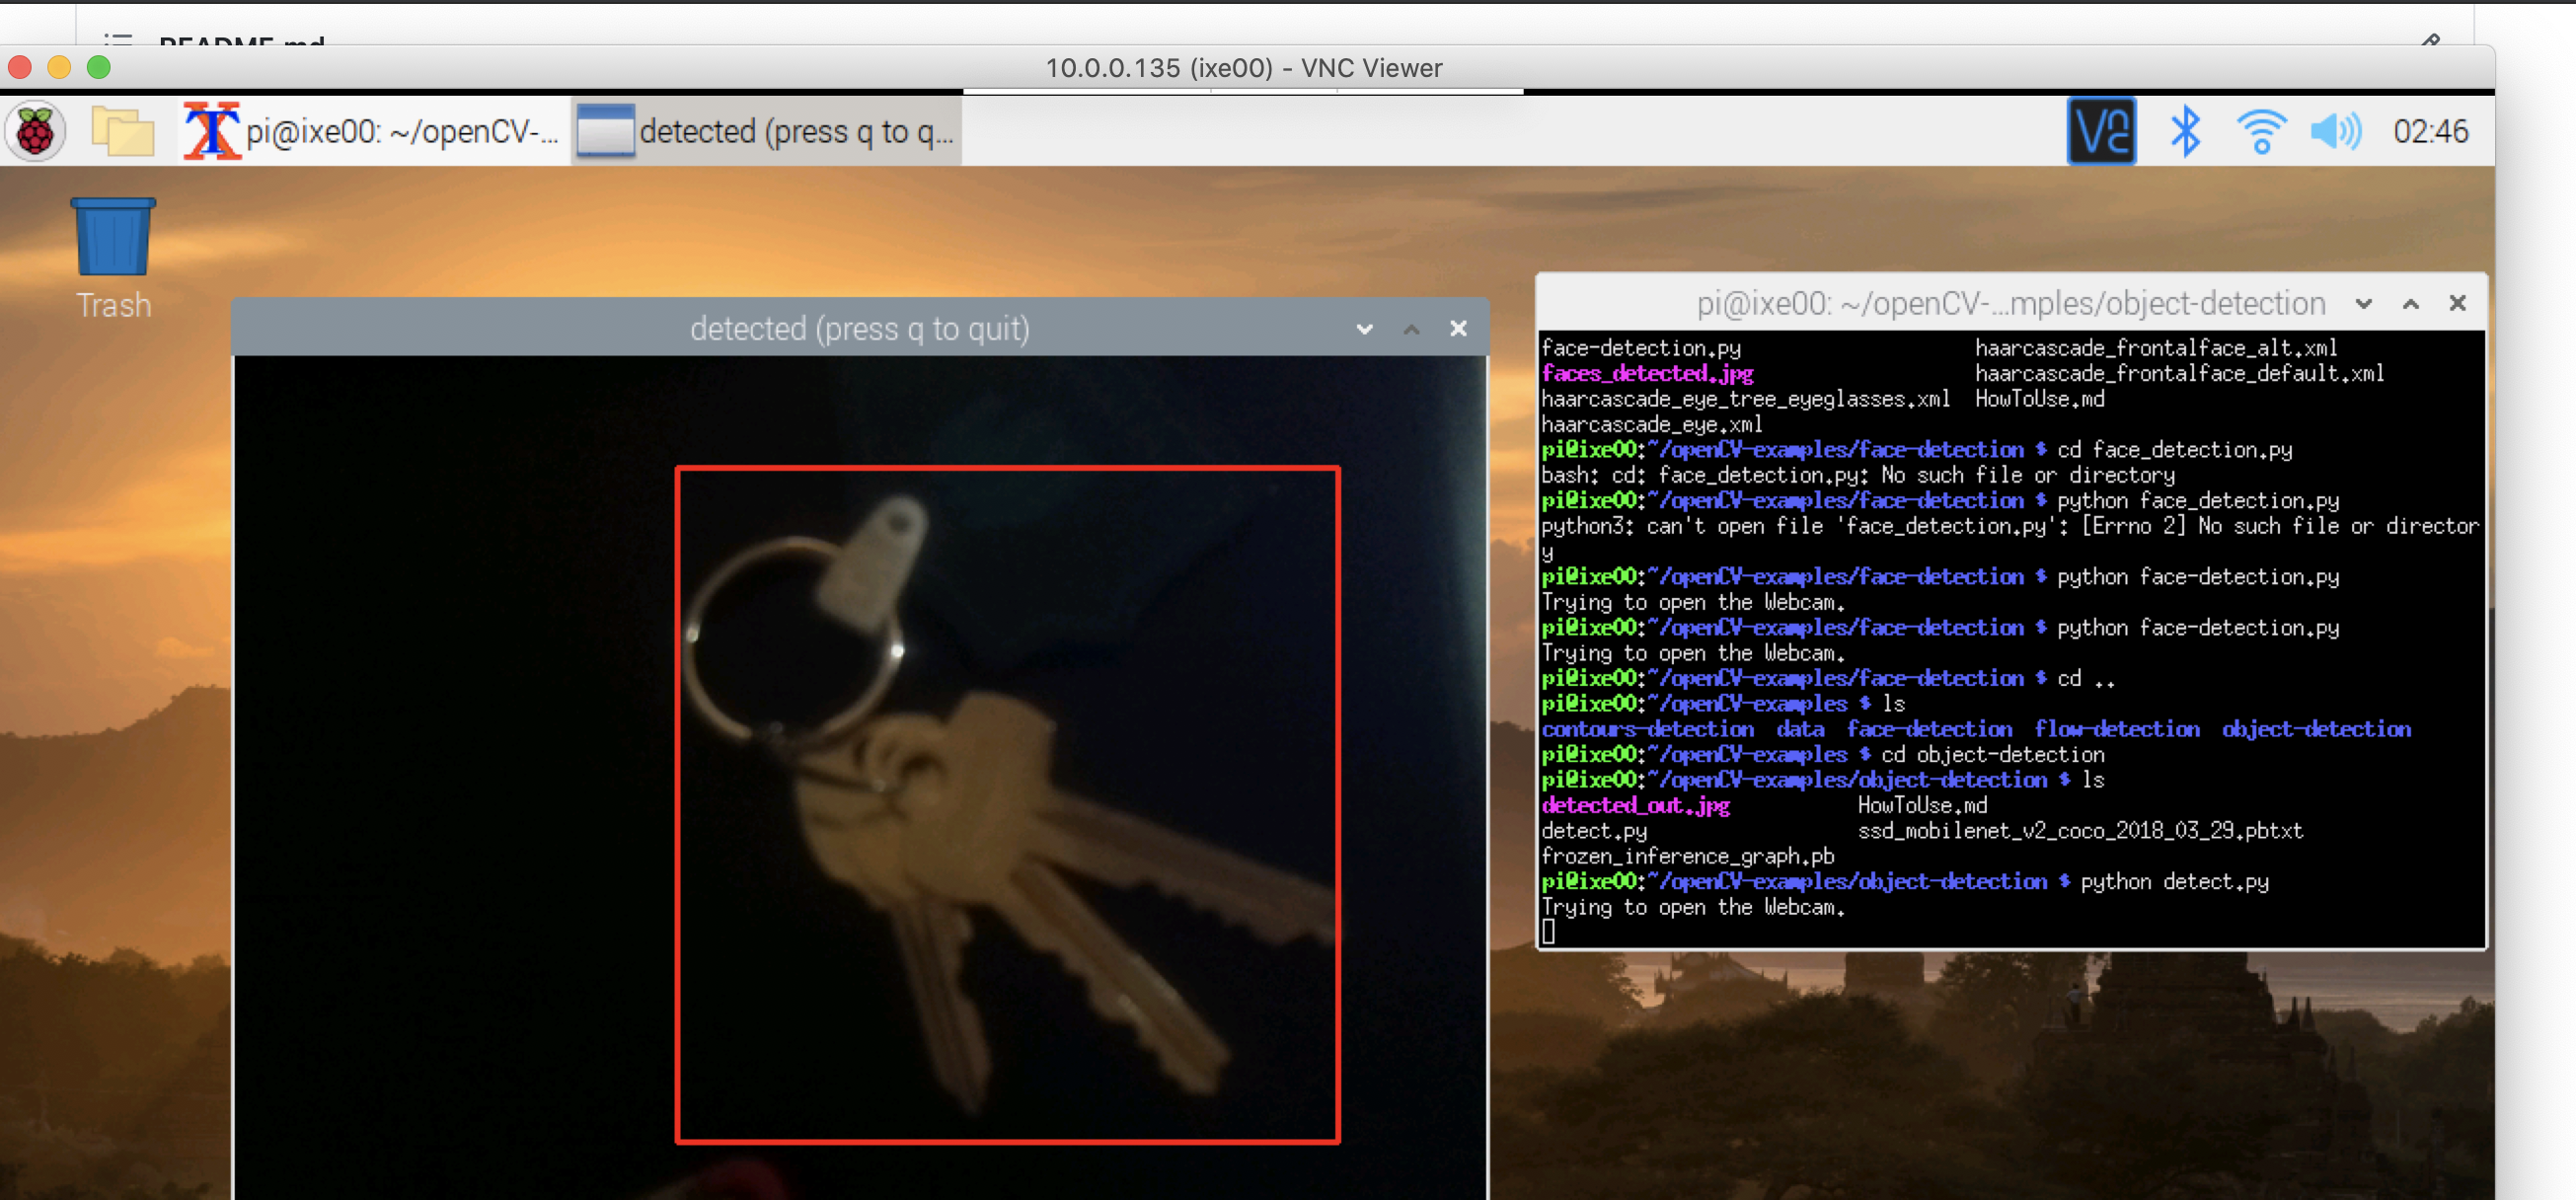 README.md
10.0.0.135 (ixe00) - VNC Viewer
pi@ixe00: ~/openCV-...
detected (press q to q...
02:46
Trash
detected (press q to quit)
pi@ixe00: ~/openCV-...mples/object-detection
face-detection.py haarcascade_frontalface_alt.xml
faces_detected.jpg haarcascade_frontalface_default.xml
haarcascade_eye_tree_eyeglasses.xml HowToUse.md
haarcascade_eye.xml
pi@ixe00:~/openCV-examples/face-detection $ cd face_detection.py
bash: cd: face_detection.py: No such file or directory
pi@ixe00:~/openCV-examples/face-detection $ python face_detection.py
python3: can't open file 'face_detection.py': [Errno 2] No such file or director
y
pi@ixe00:~/openCV-examples/face-detection $ python face-detection.py
Trying to open the Webcam.
pi@ixe00:~/openCV-examples/face-detection $ python face-detection.py
Trying to open the Webcam.
pi@ixe00:~/openCV-examples/face-detection $ cd ..
pi@ixe00:~/openCV-examples $ ls
contours-detection data face-detection flow-detection object-detection
pi@ixe00:~/openCV-examples $ cd object-detection
pi@ixe00:~/openCV-examples/object-detection $ ls
detected_out.jpg HowToUse.md
detect.py ssd_mobilenet_v2_coco_2018_03_29.pbtxt
frozen_inference_graph.pb
pi@ixe00:~/openCV-examples/object-detection $ python detect.py
Trying to open the Webcam.